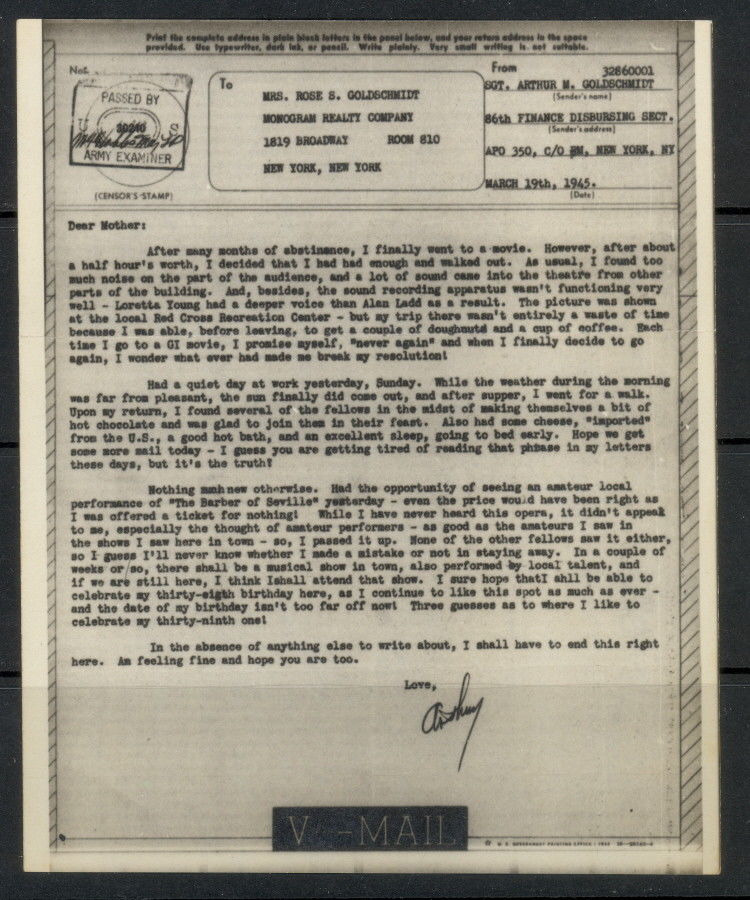 Print the complete address in plain block letters in the panel below, and your return address in the space
provided. Use typewriter, dark ink, or pencil. Write plainly. Very small writing is not suitable.
No.
PASSED BY
U S
30210
ARMY EXAMINER
(CENSOR'S STAMP)
To
MRS. ROSE S. GOLDSCHMIDT
MONOGRAM REALTY COMPANY
1819 BROADWAY ROOM 810
NEW YORK, NEW YORK
From
32860001
SGT. ARTHUR M. GOLDSCHMIDT
(Sender's name)
86th FINANCE DISBURSING SECT.
(Sender's address)
APO 350, C/O PM, NEW YORK, NY
MARCH 19th, 1945.
(Date)
Dear Mother:
After many months of abstinance, I finally went to a movie. However, after about
a half hour's worth, I decided that I had had enough and walked out. As usual, I found too
much noise on the part of the audience, and a lot of sound came into the theatre from other
parts of the building. And, besides, the sound recording apparatus wasn't functioning very
well - Loretta Young had a deeper voice than Alan Ladd as a result. The picture was shown
at the local Red Cross Recreation Center - but my trip there wasn't entirely a waste of time
because I was able, before leaving, to get a couple of doughnuts and a cup of coffee. Each
time I go to a GI movie, I promise myself, "never again" and when I finally decide to go
again, I wonder what ever had made me break my resolution!
Had a quiet day at work yesterday, Sunday. While the weather during the morning
was far from pleasant, the sun finally did come out, and after supper, I went for a walk.
Upon my return, I found several of the fellows in the midst of making themselves a bit of
hot chocolate and was glad to join them in their feast. Also had some cheese, "imported"
from the U.S., a good hot bath, and an excellent sleep, going to bed early. Hope we get
some more mail today - I guess you are getting tired of reading that phrase in my letters
these days, but it's the truth!
Nothing new otherwise. Had the opportunity of seeing an amateur local
performance of "The Barber of Seville" yesterday - even the price would have been right as
I was offered a ticket for nothing! While I have never heard this opera, it didn't appeal
to me, especially the thought of amateur performers - as good as the amateurs I saw in
the shows I saw here in town - so, I passed it up. None of the other fellows saw it either,
so I guess I'll never know whether I made a mistake or not in staying away. In a couple of
weeks or so, there shall be a musical show in town, also performed by local talent, and
if we are still here, I think Ishall attend that show. I sure hope thatI ahll be able to
celebrate my thirty-eigth birthday here, as I continue to like this spot as much as ever -
and the date of my birthday isn't too far off now! Three guesses as to where I like to
celebrate my thirty-ninth one!
In the absence of anything else to write about, I shall have to end this right
here. Am feeling fine and hope you are too.
Love,
V-MAIL
U. S. GOVERNMENT PRINTING OFFICE